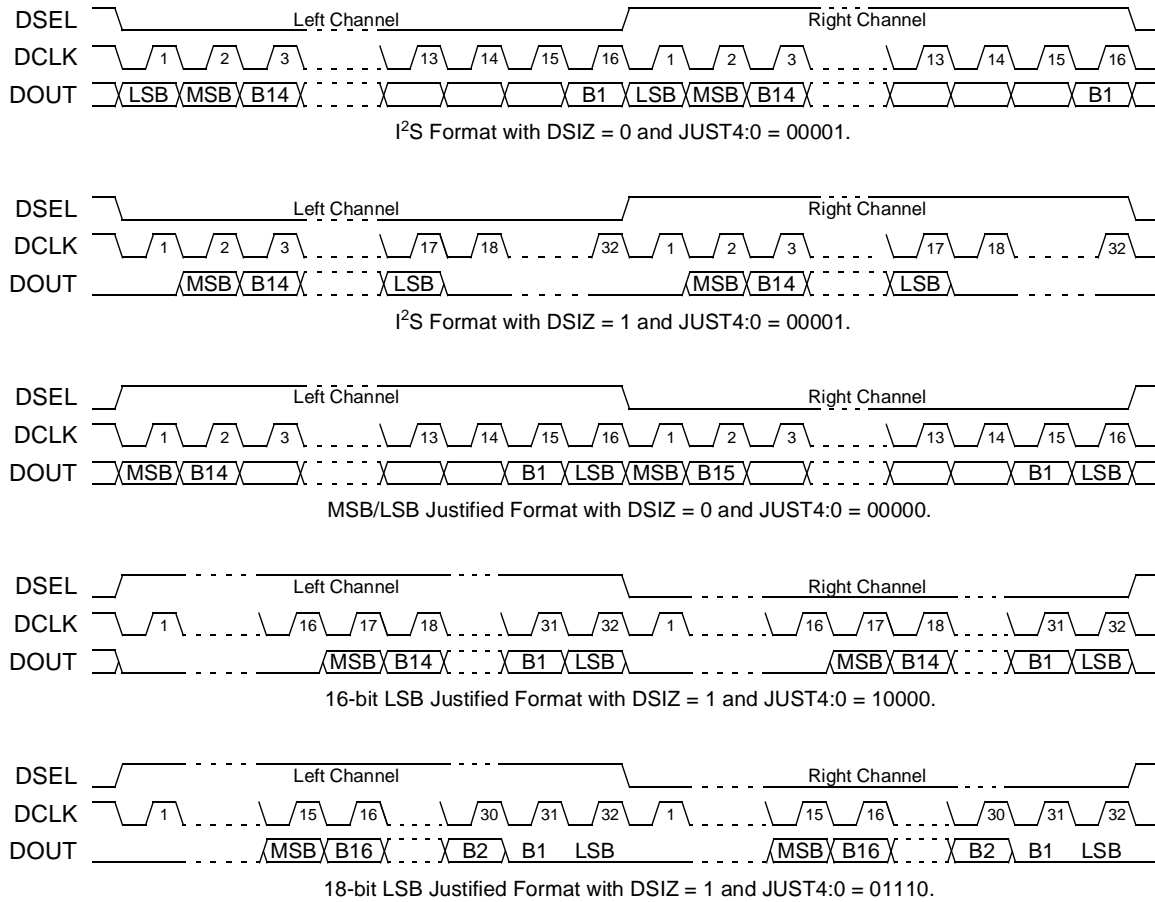 DSEL Left Channel Right Channel
DCLK 1 2 3 13 14 15 16 1 2 3 13 14 15 16
DOUT LSB MSB B14 B1 LSB MSB B14 B1
I²S Format with DSIZ = 0 and JUST4:0 = 00001.
DSEL Left Channel Right Channel
DCLK 1 2 3 17 18 32 1 2 3 17 18 32
DOUT MSB B14 LSB MSB B14 LSB
I²S Format with DSIZ = 1 and JUST4:0 = 00001.
DSEL Left Channel Right Channel
DCLK 1 2 3 13 14 15 16 1 2 3 13 14 15 16
DOUT MSB B14 B1 LSB MSB B15 B1 LSB
MSB/LSB Justified Format with DSIZ = 0 and JUST4:0 = 00000.
DSEL Left Channel Right Channel
DCLK 1 16 17 18 31 32 1 16 17 18 31 32
DOUT MSB B14 B1 LSB MSB B14 B1 LSB
16-bit LSB Justified Format with DSIZ = 1 and JUST4:0 = 10000.
DSEL Left Channel Right Channel
DCLK 1 15 16 30 31 32 1 15 16 30 31 32
DOUT MSB B16 B2 B1 LSB MSB B16 B2 B1 LSB
18-bit LSB Justified Format with DSIZ = 1 and JUST4:0 = 01110.